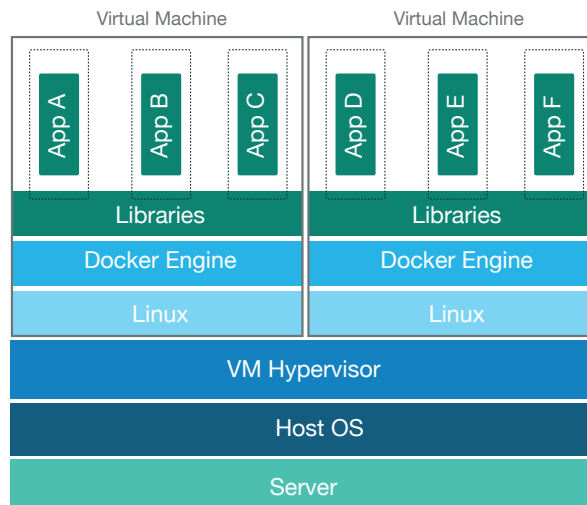 Virtual Machine
Virtual Machine
App A
App B
App C
App D
App E
App F
Libraries
Libraries
Docker Engine
Docker Engine
Linux
Linux
VM Hypervisor
Host OS
Server